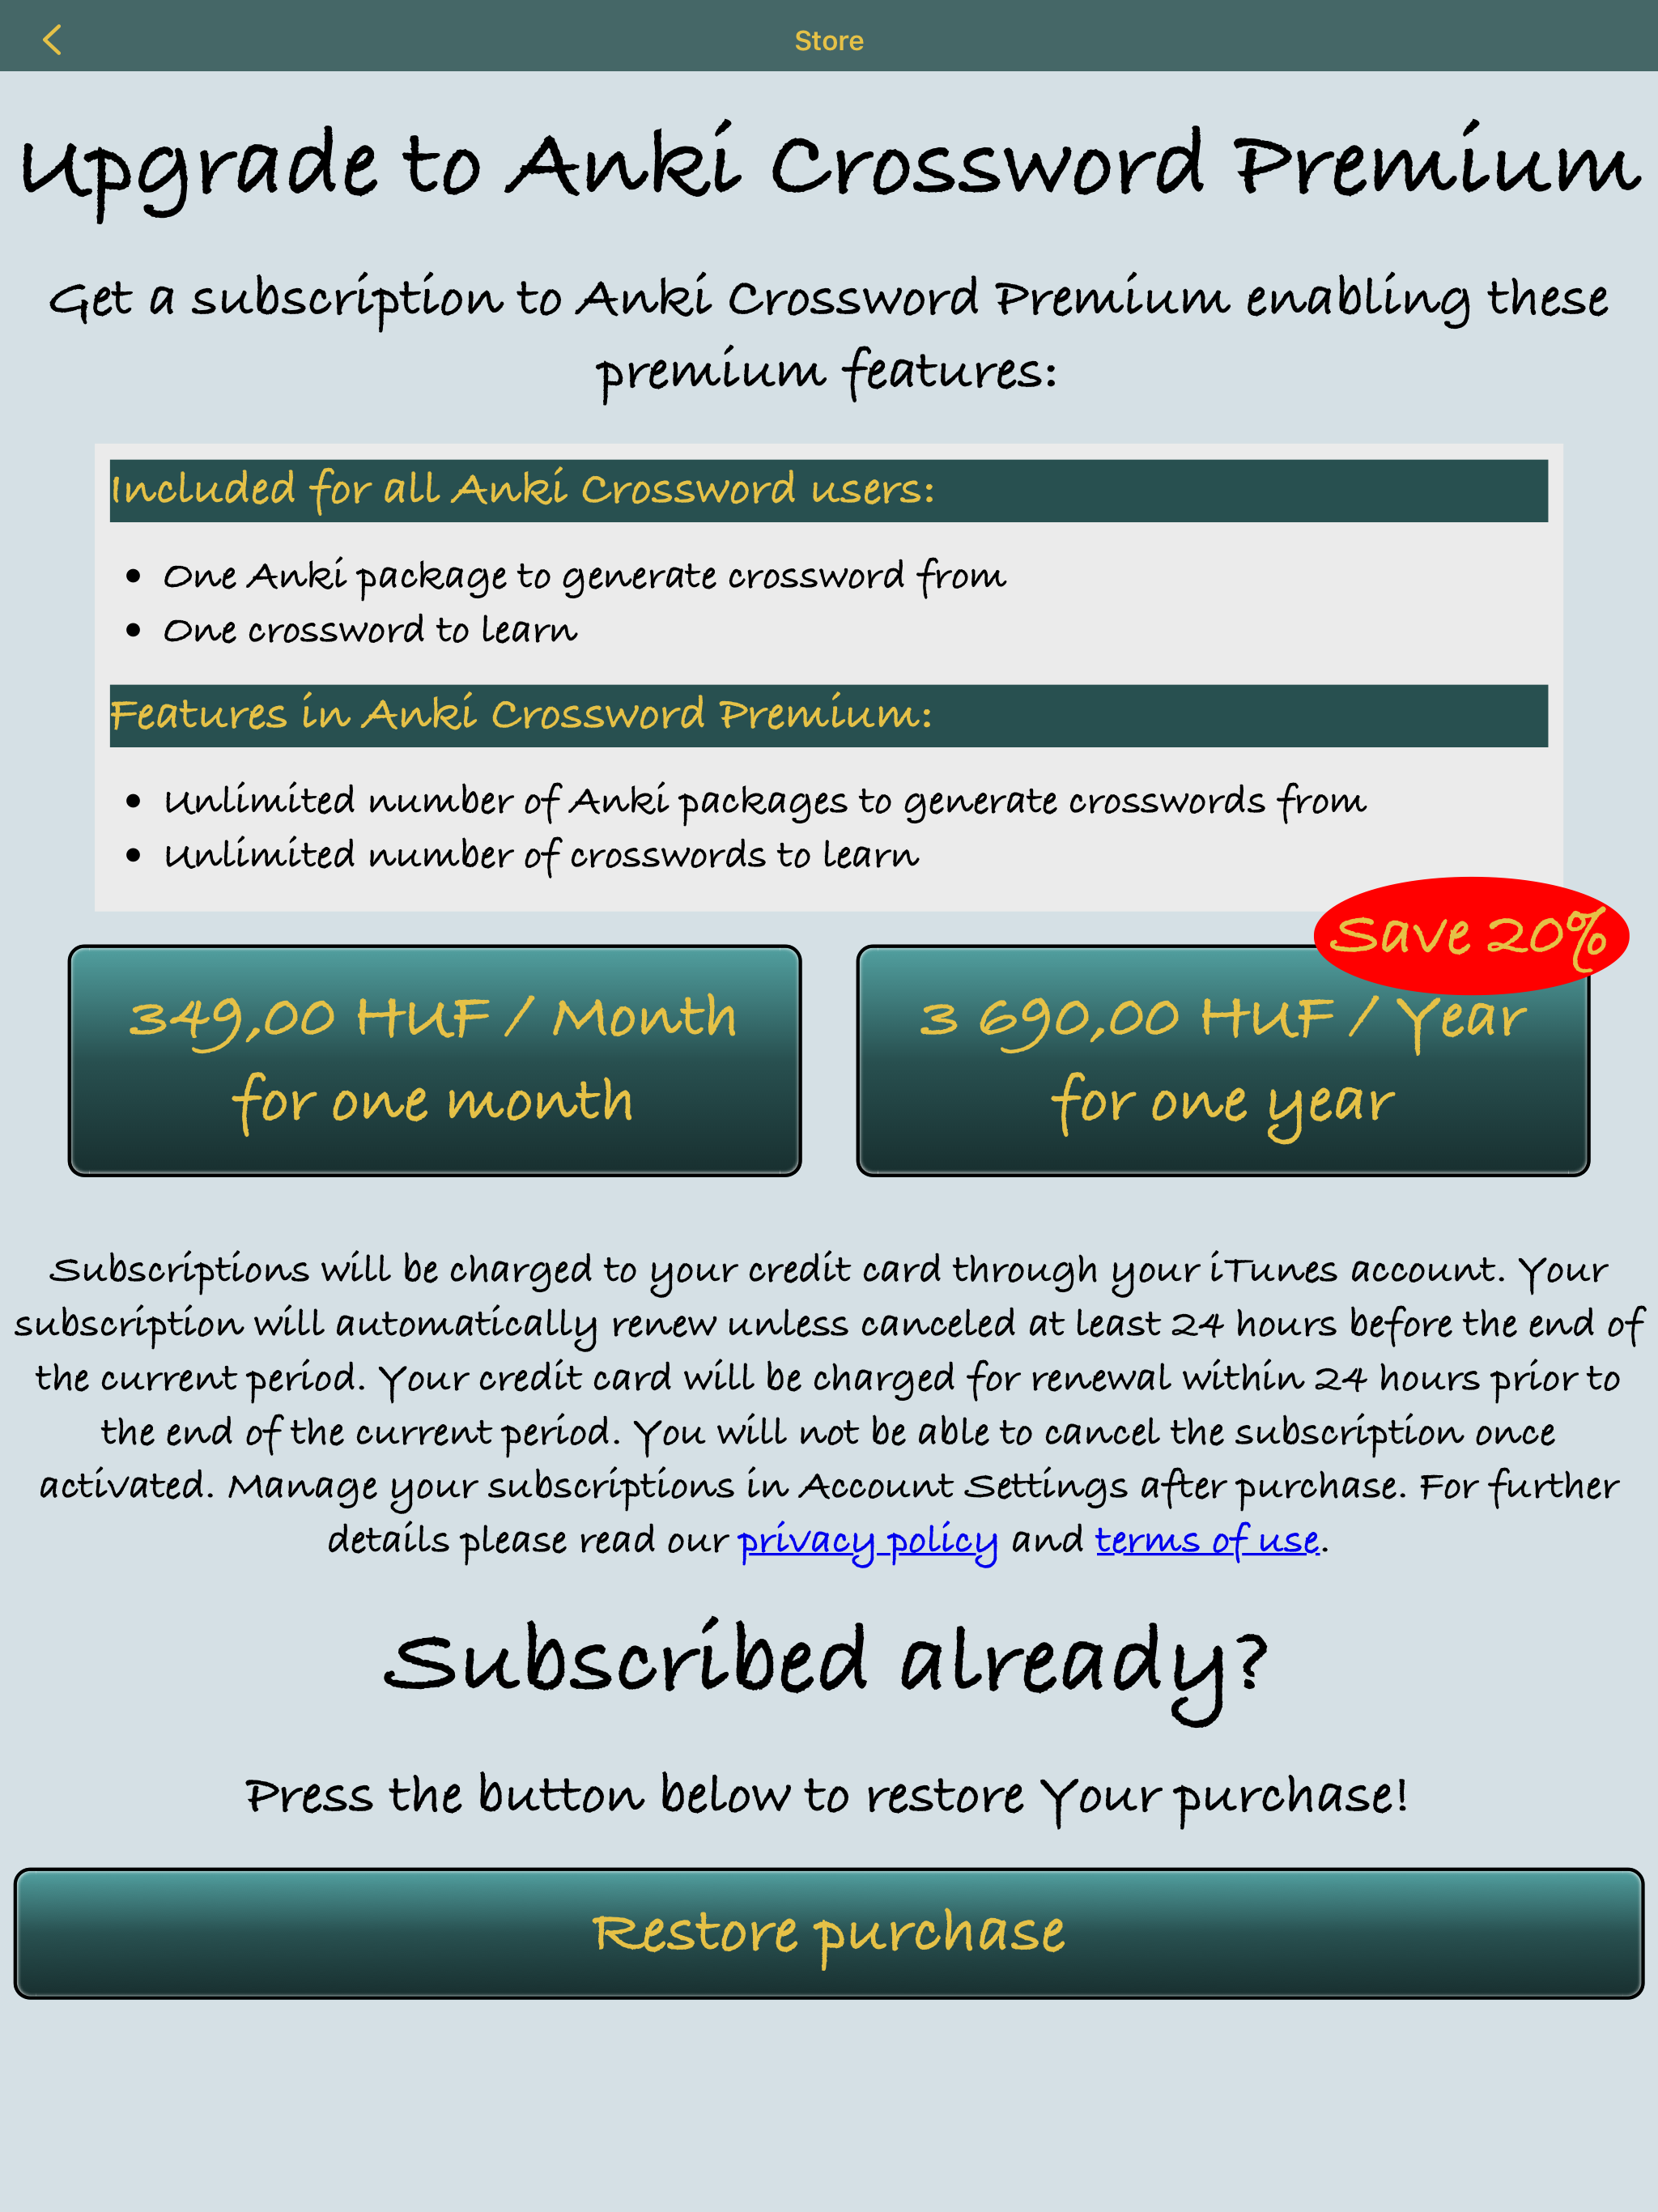 Store
Upgrade to Anki Crossword Premium
Get a subscription to Anki Crossword Premium enabling these
premium features:
Included for all Anki Crossword users:
• One Anki package to generate crossword from
• One crossword to learn
Features in Anki Crossword Premium:
• Unlimited number of Anki packages to generate crosswords from
• Unlimited number of crosswords to learn
Save 20%
349,00 HUF / Month
for one month
3 690,00 HUF / Year
for one year
Subscriptions will be charged to your credit card through your iTunes account. Your
subscription will automatically renew unless canceled at least 24 hours before the end of
the current period. Your credit card will be charged for renewal within 24 hours prior to
the end of the current period. You will not be able to cancel the subscription once
activated. Manage your subscriptions in Account Settings after purchase. For further
details please read our privacy policy and terms of use.
Subscribed already?
Press the button below to restore Your purchase!
Restore purchase